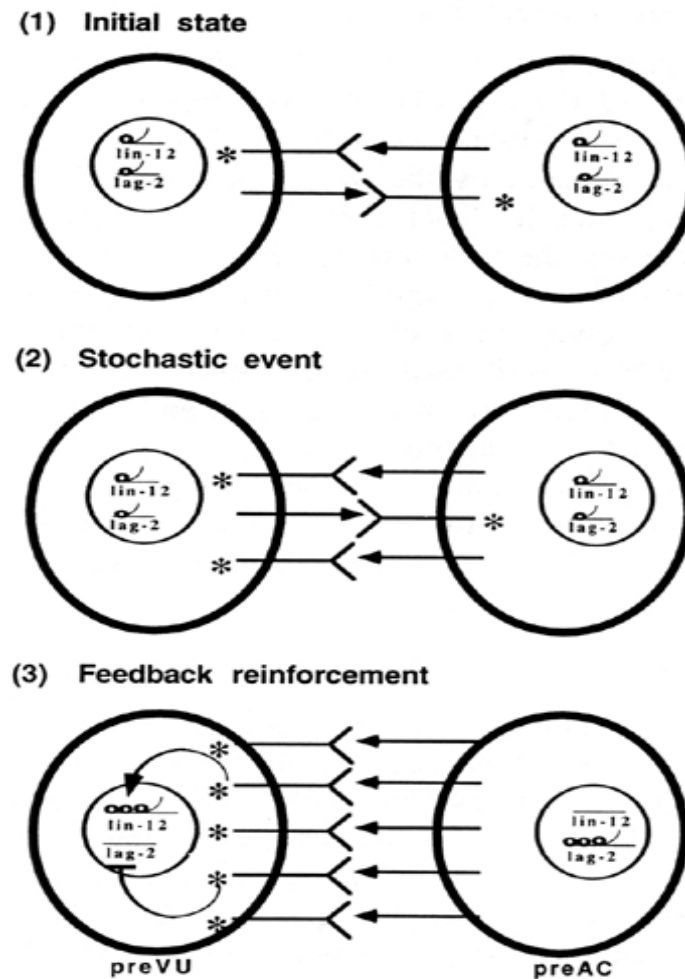 (1) Initial state
lin-12
lag-2
*
*
lin-12
lag-2
(2) Stochastic event
lin-12
lag-2
*
*
*
lin-12
lag-2
(3) Feedback reinforcement
lin-12
lag-2
*
*
*
*
*
lin-12
lag-2
preVU
preAC